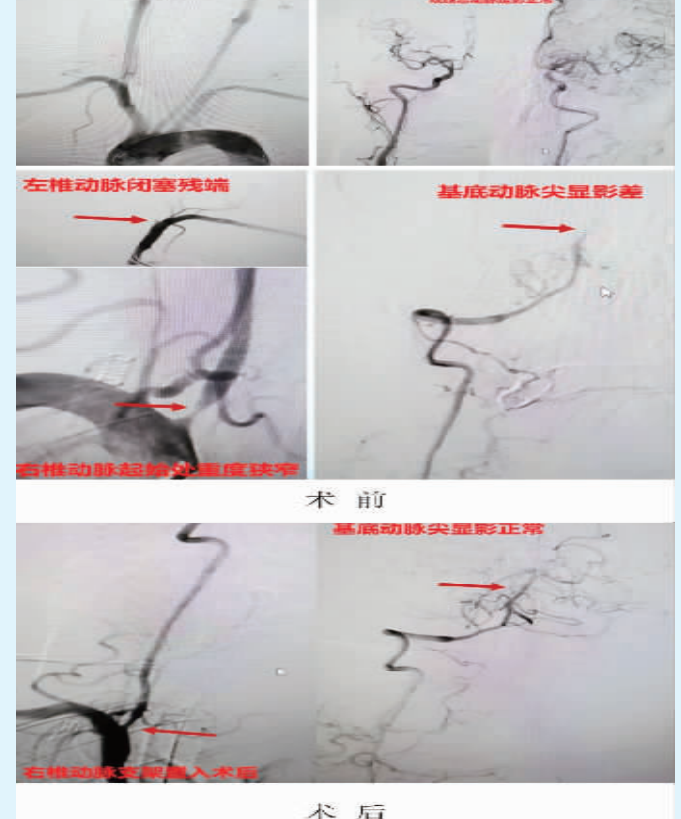 左椎动脉闭塞残端
基底动脉尖显影差
右椎动脉起始处重度狭窄
术 前
基底动脉尖显影正常
右椎动脉支架置入术后
术 后